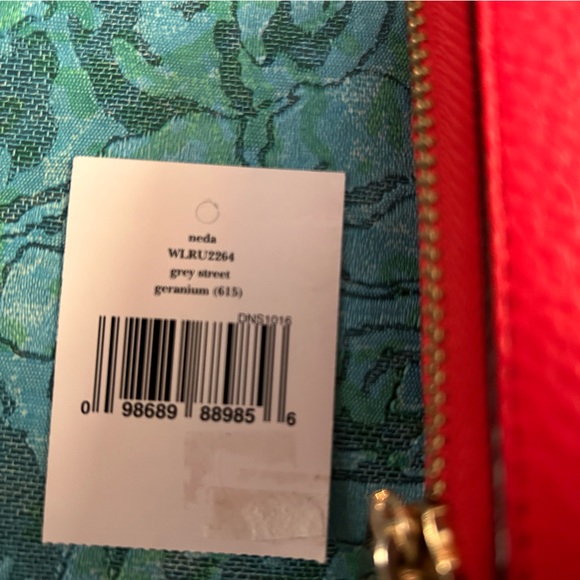 neda
WLRU2264
grey street
geranium (615)
DNS1016
0 98689 88985 6